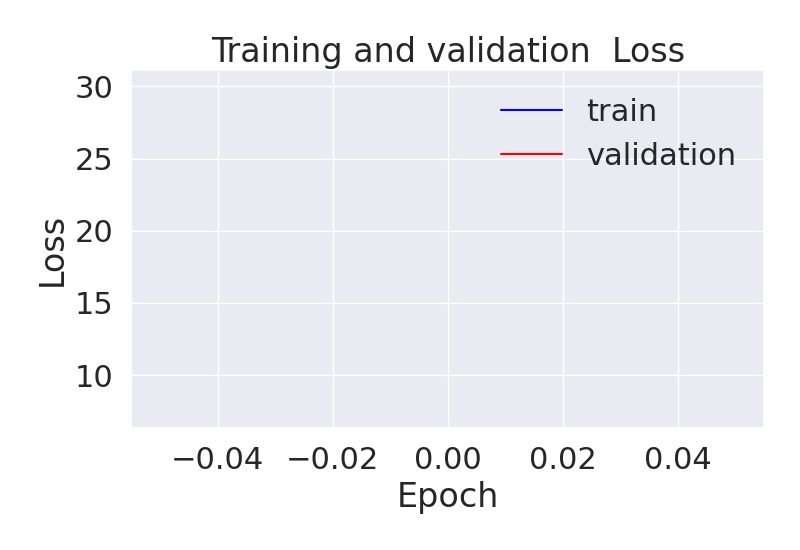 Training and validation  Loss
30
25
20
15
10
Loss
train
validation
−0.04 −0.02 0.00 0.02 0.04
Epoch